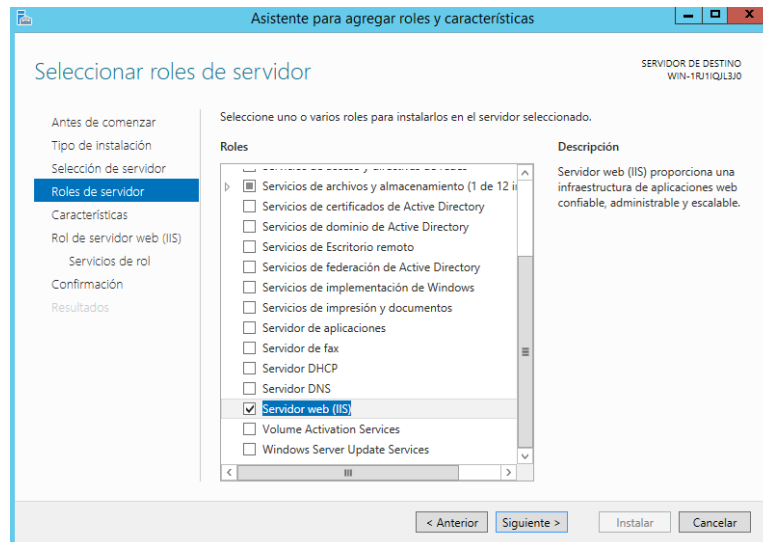 Asistente para agregar roles y características
Seleccionar roles de servidor
SERVIDOR DE DESTINO
WIN-1RJ1IQJL3J0
Antes de comenzar
Tipo de instalación
Selección de servidor
Roles de servidor
Características
Rol de servidor web (IIS)
Servicios de rol
Confirmación
Resultados
Seleccione uno o varios roles para instalarlos en el servidor seleccionado.
Roles
Servicios de archivos y almacenamiento (1 de 12 i
Servicios de certificados de Active Directory
Servicios de dominio de Active Directory
Servicios de Escritorio remoto
Servicios de federación de Active Directory
Servicios de implementación de Windows
Servicios de impresión y documentos
Servidor de aplicaciones
Servidor de fax
Servidor DHCP
Servidor DNS
Servidor web (IIS)
Volume Activation Services
Windows Server Update Services
Descripción
Servidor web (IIS) proporciona una
infraestructura de aplicaciones web
confiable, administrable y escalable.
< Anterior
Siguiente >
Instalar
Cancelar